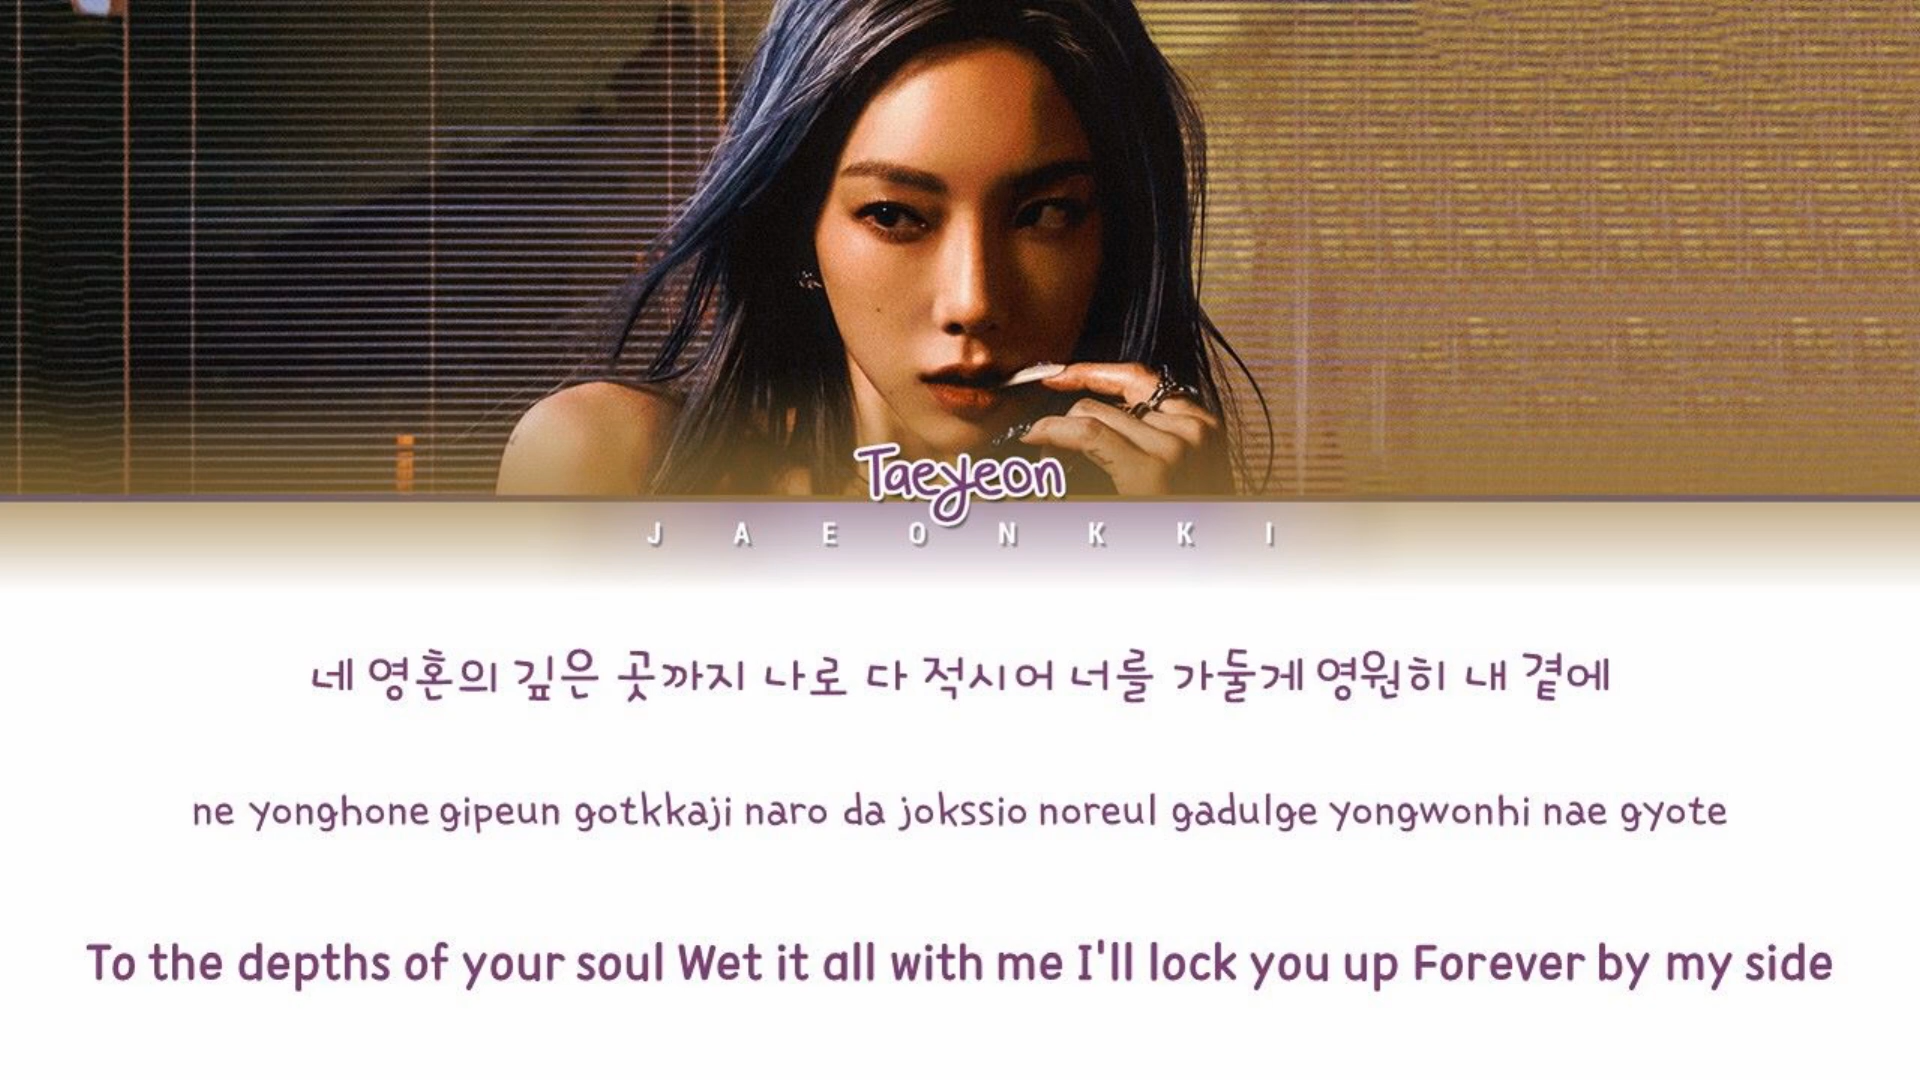 Taeyeon
JAEONKKI
네 영혼의 깊은 곳까지 나로 다 적시어 너를 가둘게 영원히 내 곁에
ne yonghone gipeun gotkkaji naro da jokssio noreul gadulge yongwonhi nae gyote
To the depths of your soul Wet it all with me I'll lock you up Forever by my side